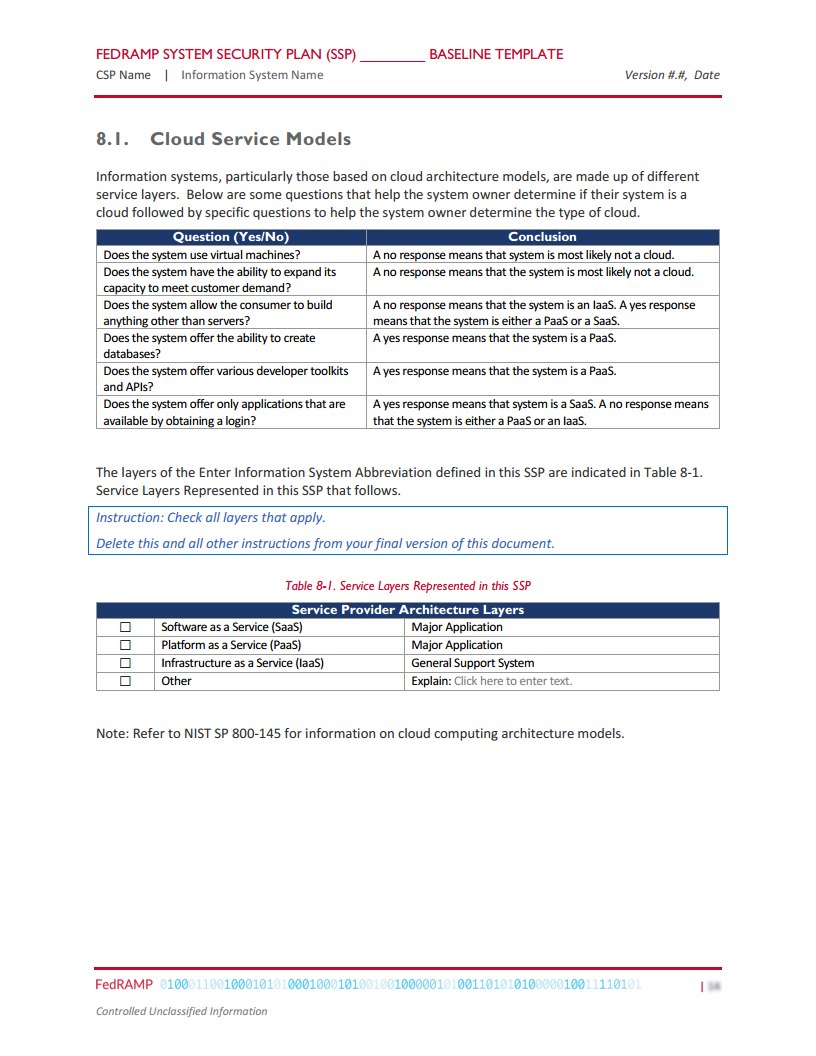 FEDRAMP SYSTEM SECURITY PLAN (SSP) _________ BASELINE TEMPLATE
CSP Name | Information System Name Version #.#, Date
8.1. Cloud Service Models
Information systems, particularly those based on cloud architecture models, are made up of different
service layers. Below are some questions that help the system owner determine if their system is a
cloud followed by specific questions to help the system owner determine the type of cloud.
Question (Yes/No) Conclusion
Does the system use virtual machines? A no response means that system is most likely not a cloud.
Does the system have the ability to expand its A no response means that the system is most likely not a cloud.
capacity to meet customer demand?
Does the system allow the consumer to build A no response means that the system is an IaaS. A yes response
anything other than servers? means that the system is either a PaaS or a SaaS.
Does the system offer the ability to create A yes response means that the system is a PaaS.
databases?
Does the system offer various developer toolkits A yes response means that the system is a PaaS.
and APIs?
Does the system offer only applications that are A yes response means that system is a SaaS. A no response means
available by obtaining a login? that the system is either a PaaS or an IaaS.
The layers of the Enter Information System Abbreviation defined in this SSP are indicated in Table 8-1.
Service Layers Represented in this SSP that follows.
Instruction: Check all layers that apply.
Delete this and all other instructions from your final version of this document.
Table 8-1. Service Layers Represented in this SSP
Service Provider Architecture Layers
☐ Software as a Service (SaaS) Major Application
☐ Platform as a Service (PaaS) Major Application
☐ Infrastructure as a Service (IaaS) General Support System
☐ Other Explain: Click here to enter text.
Note: Refer to NIST SP 800-145 for information on cloud computing architecture models.
FedRAMP |
Controlled Unclassified Information